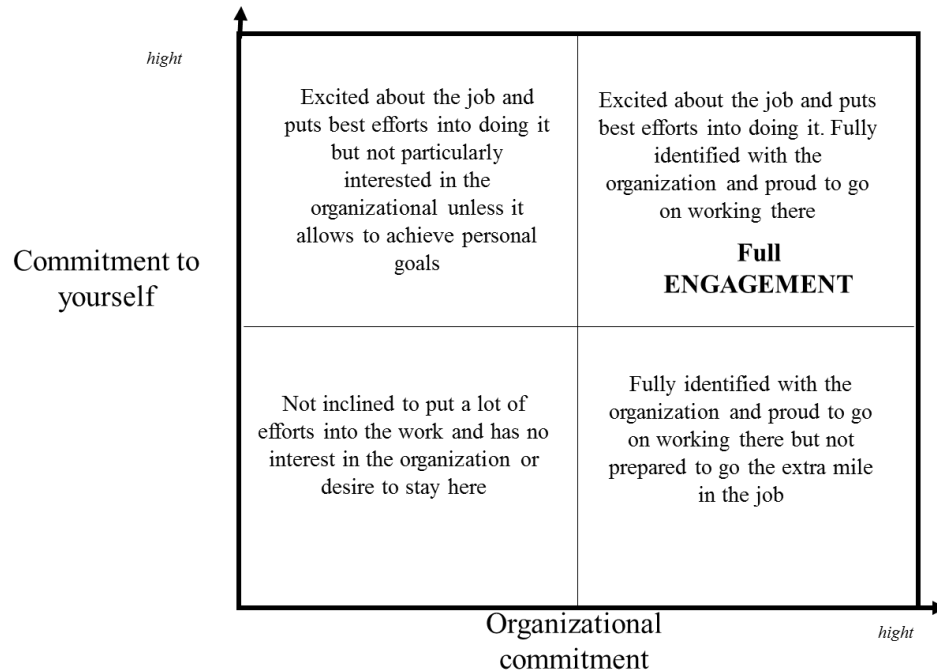 hight
Excited about the job and
puts best efforts into doing it
but not particularly
interested in the
organizational unless it
allows to achieve personal
goals
Excited about the job and puts
best efforts into doing it. Fully
identified with the
organization and proud to go
on working there
Full
ENGAGEMENT
Commitment to
yourself
Not inclined to put a lot of
efforts into the work and has no
interest in the organization or
desire to stay here
Fully identified with the
organization and proud to go
on working there but not
prepared to go the extra mile
in the job
Organizational
commitment
hight